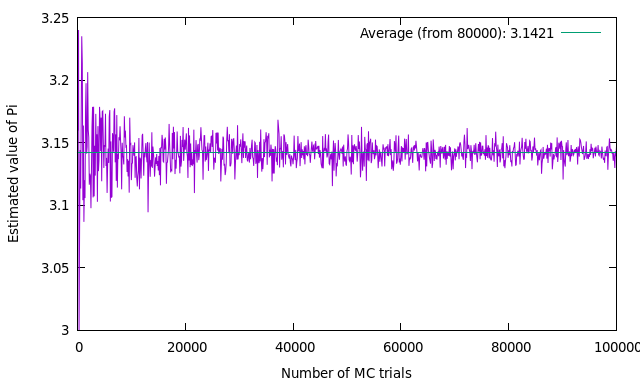 3.25
Average (from 80000): 3.1421
3.2
3.15
3.1
3.05
3
Estimated value of Pi
0 20000 40000 60000 80000 100000
Number of MC trials